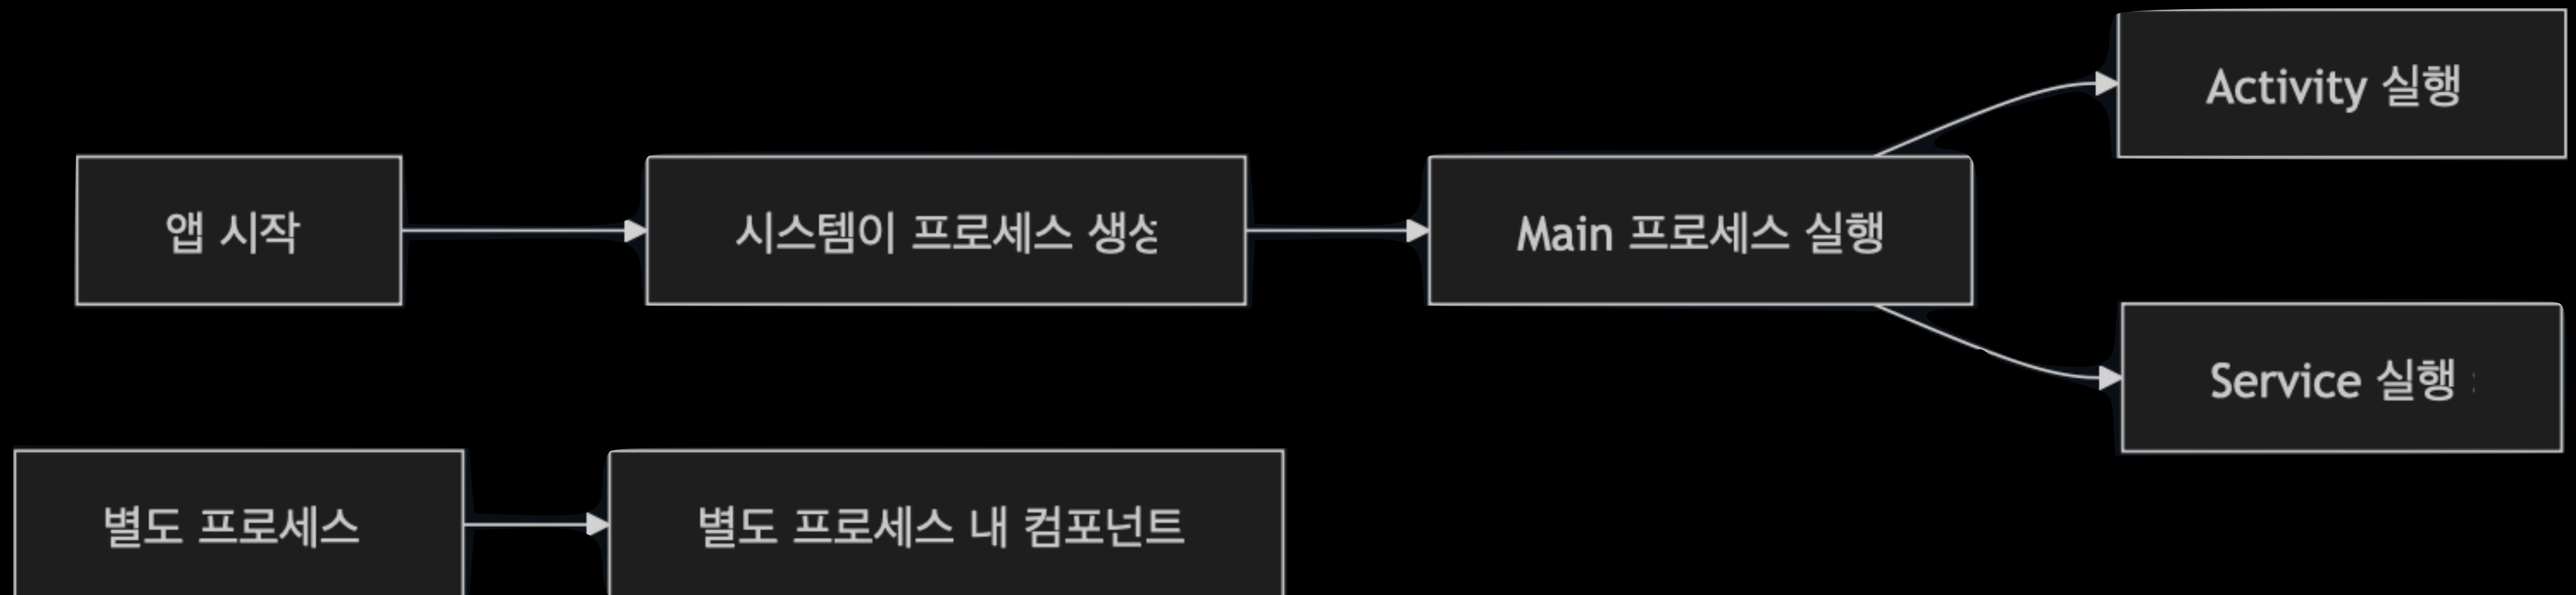 Activity 실행
앱 시작
시스템이 프로세스
Main 프로세스 실행
Service 실행
별도 프로세스
별도 프로세스 내 컴포넌트